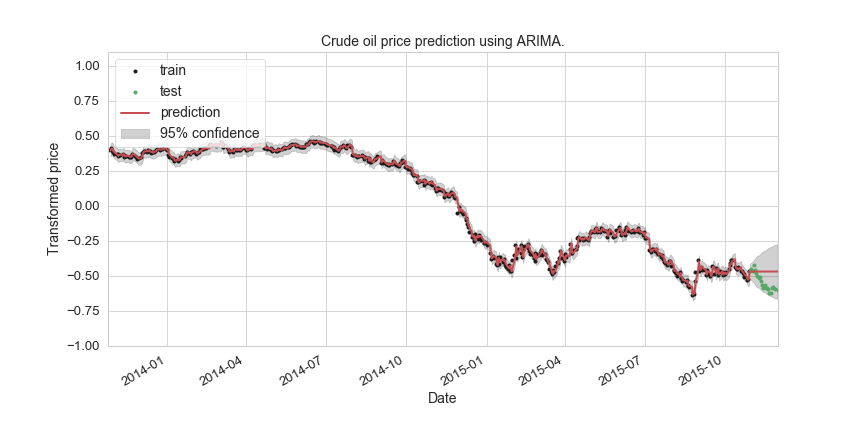 Crude oil price prediction using ARIMA.
1.00
0.75
0.50
0.25
0.00
−0.25
−0.50
−0.75
−1.00
Transformed price
train
test
prediction
95% confidence
2014-01
2014-04
2014-07
2014-10
2015-01
2015-04
2015-07
2015-10
Date